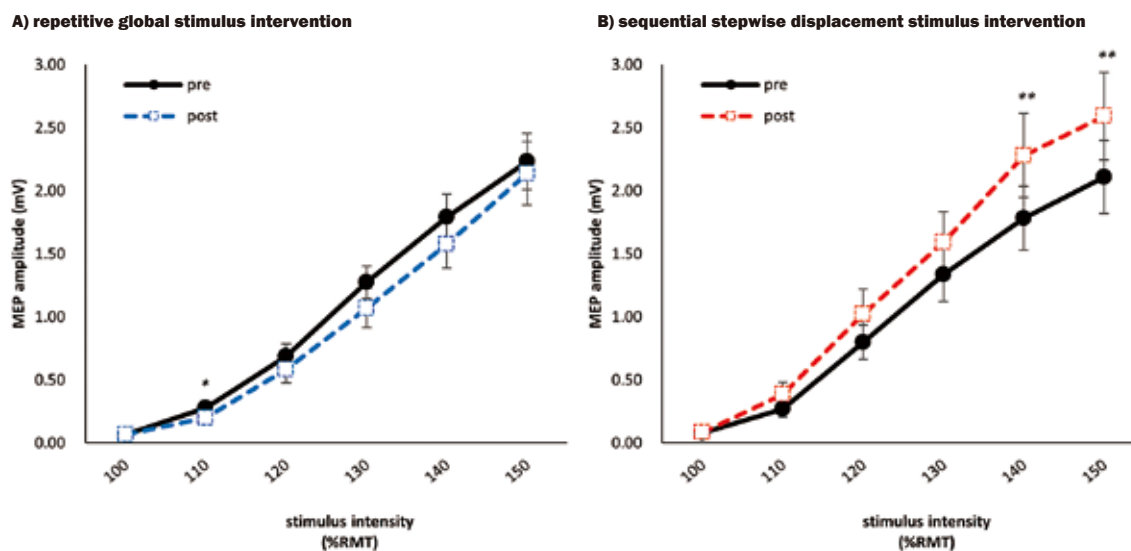 A) repetitive global stimulus intervention
3.00
2.50
2.00
1.50
1.00
0.50
0.00
MEP amplitude (mV)
pre
post
*
100
110
120
130
140
150
stimulus intensity
(%RMT)
B) sequential stepwise displacement stimulus intervention
3.00
2.50
2.00
1.50
1.00
0.50
0.00
MEP amplitude (mV)
pre
post
**
**
100
110
120
130
140
150
stimulus intensity
(%RMT)